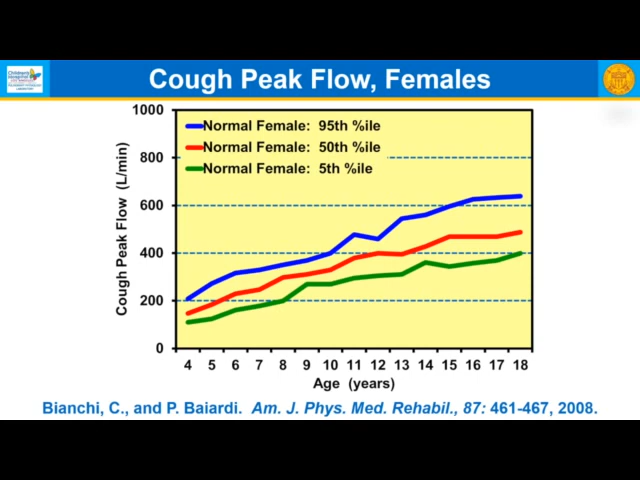 Cough Peak Flow, Females
1000
800
600
400
200
0
Cough Peak Flow (L/min)
Normal Female: 95th %ile
Normal Female: 50th %ile
Normal Female: 5th %ile
4 5 6 7 8 9 10 11 12 13 14 15 16 17 18
Age (years)
Bianchi, C., and P. Baiardi. Am. J. Phys. Med. Rehabil., 87: 461-467, 2008.